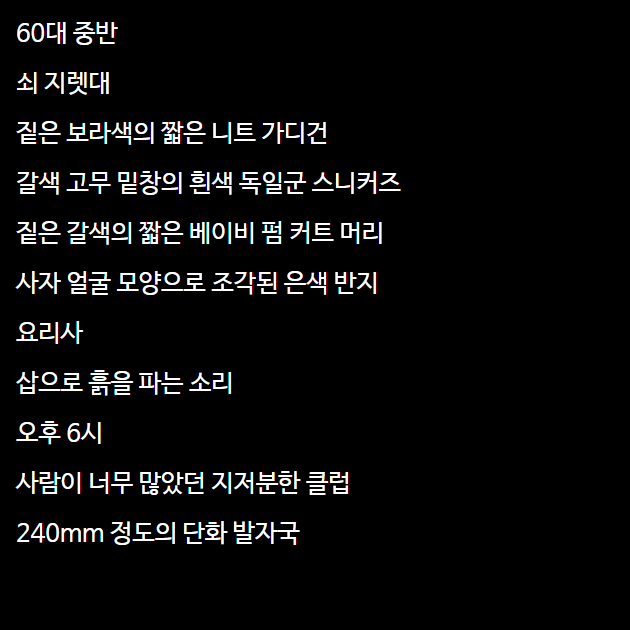 60대 중반
쇠 지렛대
짙은 보라색의 짧은 니트 가디건
갈색 고무 밑창의 흰색 독일군 스니커즈
짙은 갈색의 짧은 베이비 펌 커트 머리
사자 얼굴 모양으로 조각된 은색 반지
요리사
삽으로 흙을 파는 소리
오후 6시
사람이 너무 많았던 지저분한 클럽
240mm 정도의 단화 발자국